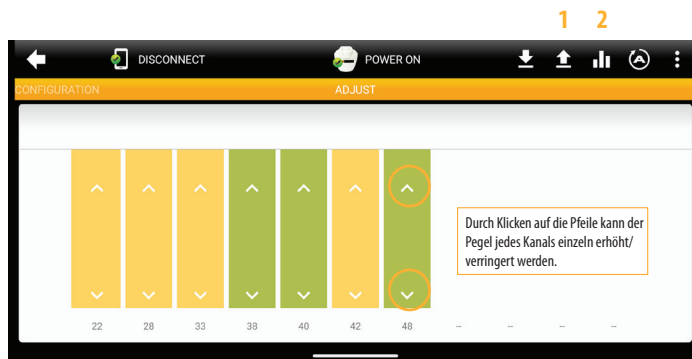 1 2
DISCONNECT POWER ON
CONFIGURATION ADJUST
Durch Klicken auf die Pfeile kann der
Pegel jedes Kanals einzeln erhöht/
verringert werden.
22 28 33 38 40 42 48 -- -- -- --